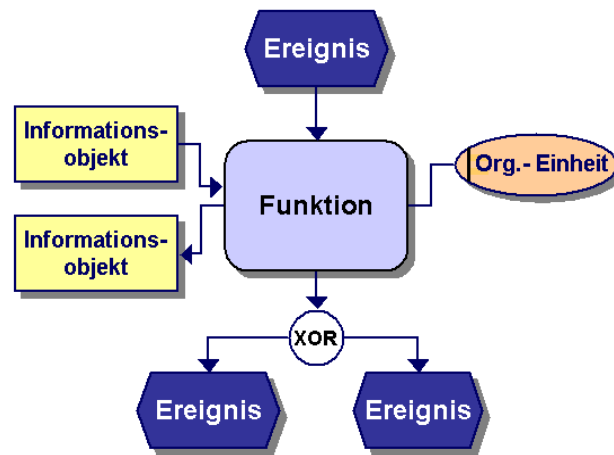 Ereignis
Informations-
objekt
Org.- Einheit
Funktion
Informations-
objekt
XOR
Ereignis
Ereignis